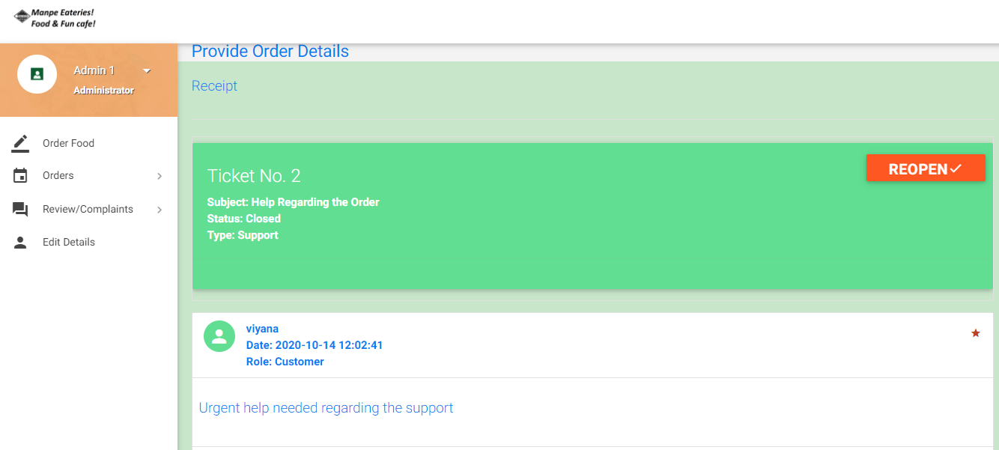 Manpe Eateries!
Food & Fun cafe!
Admin 1
Administrator
Order Food
Orders
Review/Complaints
Edit Details
Provide Order Details
Receipt
Ticket No. 2
REOPEN
Subject: Help Regarding the Order
Status: Closed
Type: Support
viyana
Date: 2020-10-14 12:02:41
Role: Customer
Urgent help needed regarding the support